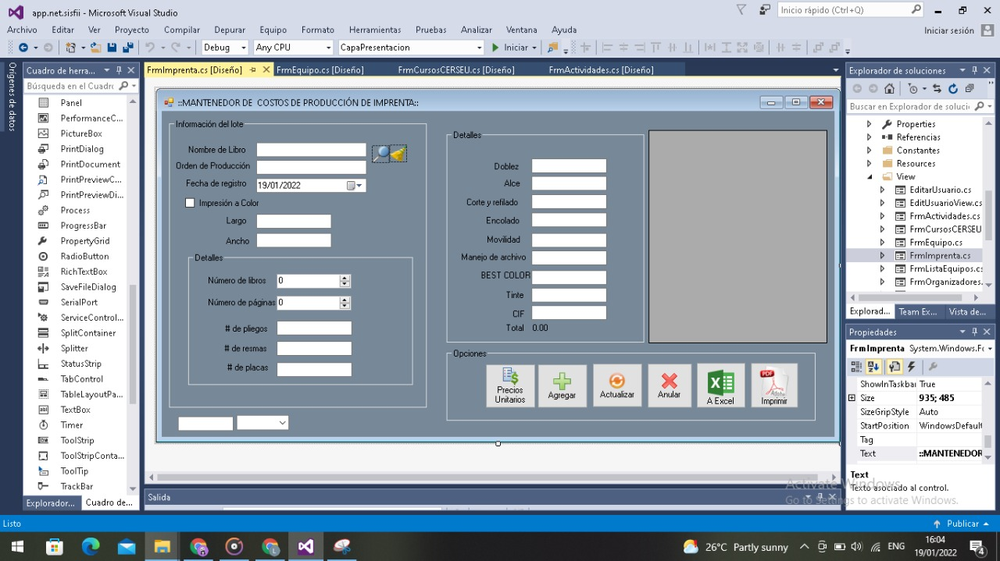 app.net.sisfii - Microsoft Visual Studio
Inicio rápido (Ctrl+Q)
Archivo Editar Ver Proyecto Compilar Depurar Equipo Formato Herramientas Pruebas Analizar Ventana Ayuda
Iniciar sesión
Debug Any CPU CapaPresentacion Iniciar
Orígenes de datos
Cuadro de herra...
Búsqueda en el Cuadro
Panel
PerformanceC...
PictureBox
PrintDialog
PrintDocument
PrintPreviewC...
PrintPreviewDi...
Process
ProgressBar
PropertyGrid
RadioButton
RichTextBox
SaveFileDialog
SerialPort
ServiceControl...
SplitContainer
Splitter
StatusStrip
TabControl
TableLayoutPa...
TextBox
Timer
ToolStrip
ToolStripConta...
ToolTip
TrackBar
Explorador... Cuadro de...
FrmImprenta.cs [Diseño] FrmEquipo.cs [Diseño] FrmCursosCERSEU.cs [Diseño] FrmActividades.cs [Diseño]
::MANTENEDOR DE COSTOS DE PRODUCCIÓN DE IMPRENTA::
Información del lote
Nombre de Libro
Orden de Producción
Fecha de registro 19/01/2022
Impresión a Color
Largo
Ancho
Detalles
Número de libros 0
Número de páginas 0
# de pliegos
# de resmas
# de placas
Detalles
Doblez
Alce
Corte y refilado
Encolado
Movilidad
Manejo de archivo
BEST COLOR
Tinte
CIF
Total 0.00
Opciones
Precios Unitarios
Agregar
Actualizar
Anular
A Excel
PDF
Adobe
Imprimir
Salida
Explorador de soluciones
Buscar en Explorador de solucio
Properties
Referencias
Constantes
Resources
View
EditarUsuario.cs
EditUsuarioView.cs
FrmActividades.cs
FrmCursosCERSEU
FrmEquipo.cs
FrmImprenta.cs
FrmListaEquipos.cs
FrmOrganizadores.
Explorad... Team Ex... Vista de...
Propiedades
FrmImprenta System.Windows.Fo
ShowInTaskbar True
Size 935; 485
SizeGripStyle Auto
StartPosition WindowsDefault
Tag
Text ::MANTENEDOR
Text
Texto asociado al control.
Activate Windows
Go to Settings to activate Windows.
Listo
Publicar
26°C Partly sunny
ENG
16:04
19/01/2022
4